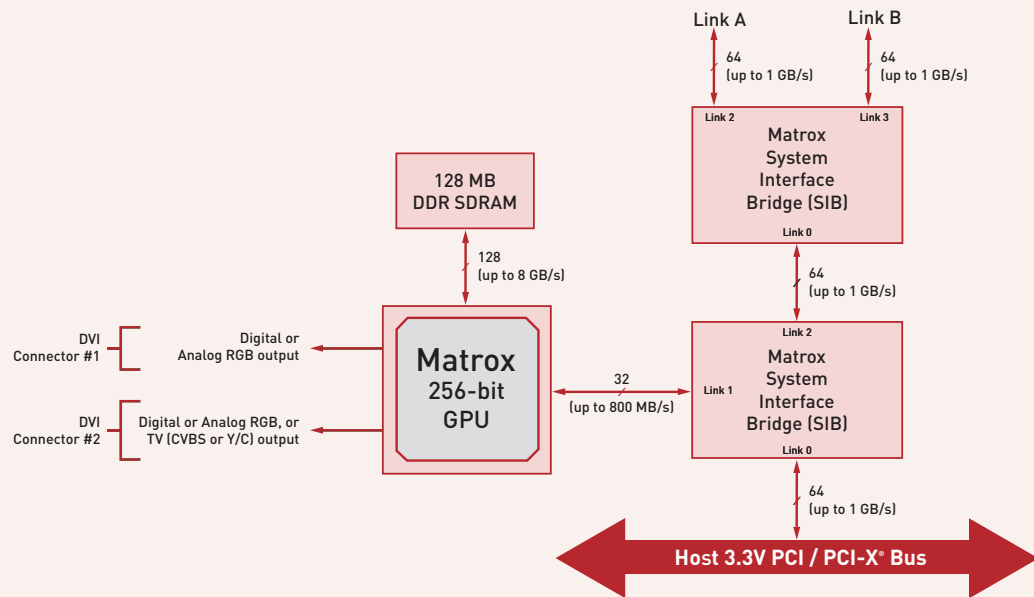 Link A
Link B
64
(up to 1 GB/s)
64
(up to 1 GB/s)
Link 2
Link 3
Matrox
System
Interface
Bridge (SIB)
Link 0
128 MB
DDR SDRAM
128
(up to 8 GB/s)
64
(up to 1 GB/s)
DVI
Connector #1
Digital or
Analog RGB output
DVI
Connector #2
Digital or Analog RGB, or
TV (CVBS or Y/C) output
Matrox
256-bit
GPU
32
(up to 800 MB/s)
Link 2
Link 1
Matrox
System
Interface
Bridge (SIB)
Link 0
64
(up to 1 GB/s)
Host 3.3V PCI / PCI-X® Bus